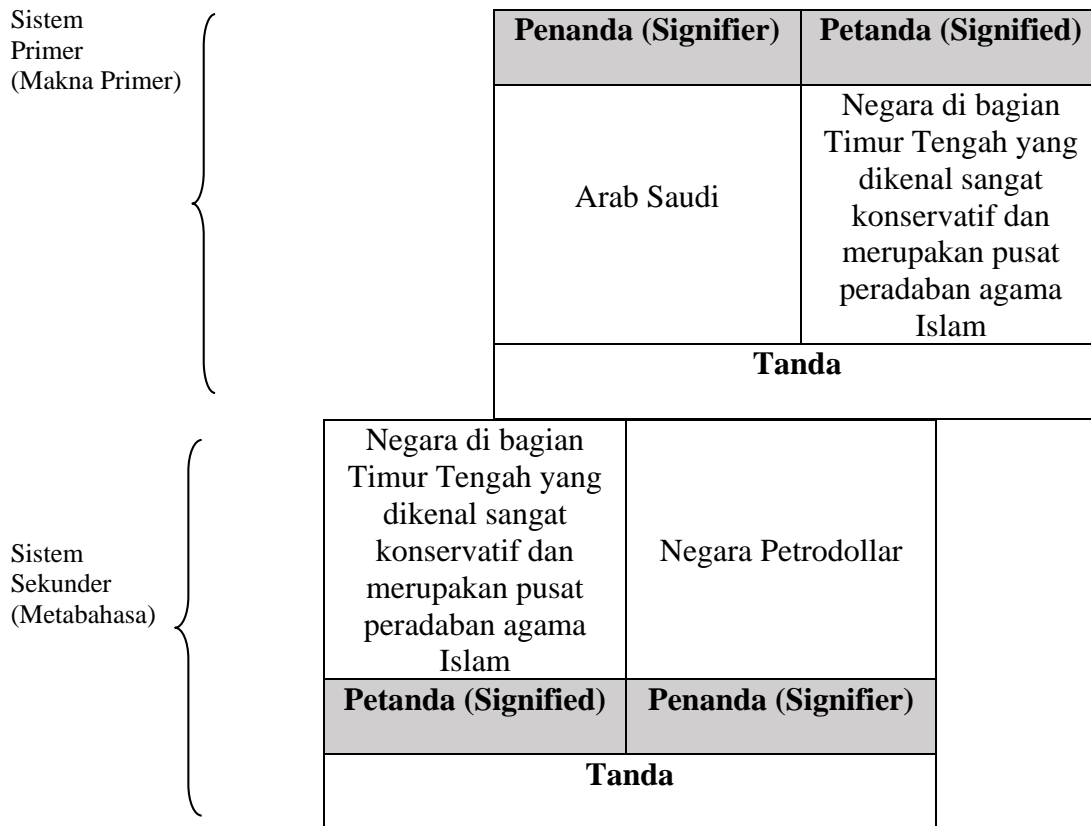 Sistem
Primer
(Makna Primer)
Penanda (Signifier)
Petanda (Signified)
Arab Saudi
Negara di bagian
Timur Tengah yang
dikenal sangat
konservatif dan
merupakan pusat
peradaban agama
Islam
Tanda
Sistem
Sekunder
(Metabahasa)
Negara di bagian
Timur Tengah yang
dikenal sangat
konservatif dan
merupakan pusat
peradaban agama
Islam
Negara Petrodollar
Petanda (Signified)
Penanda (Signifier)
Tanda